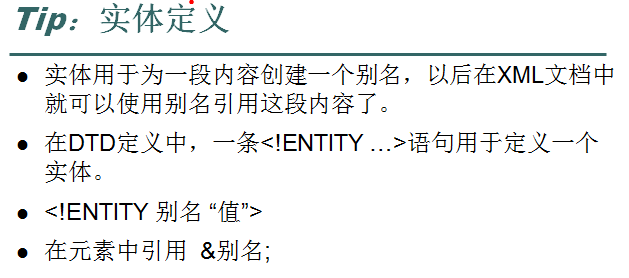 Tip：实体定义
● 实体用于为一段内容创建一个别名，以后在XML文档中
就可以使用别名引用这段内容了。
● 在DTD定义中，一条<!ENTITY …>语句用于定义一个
实体。
● <!ENTITY 别名 “值”>
● 在元素中引用 &别名;